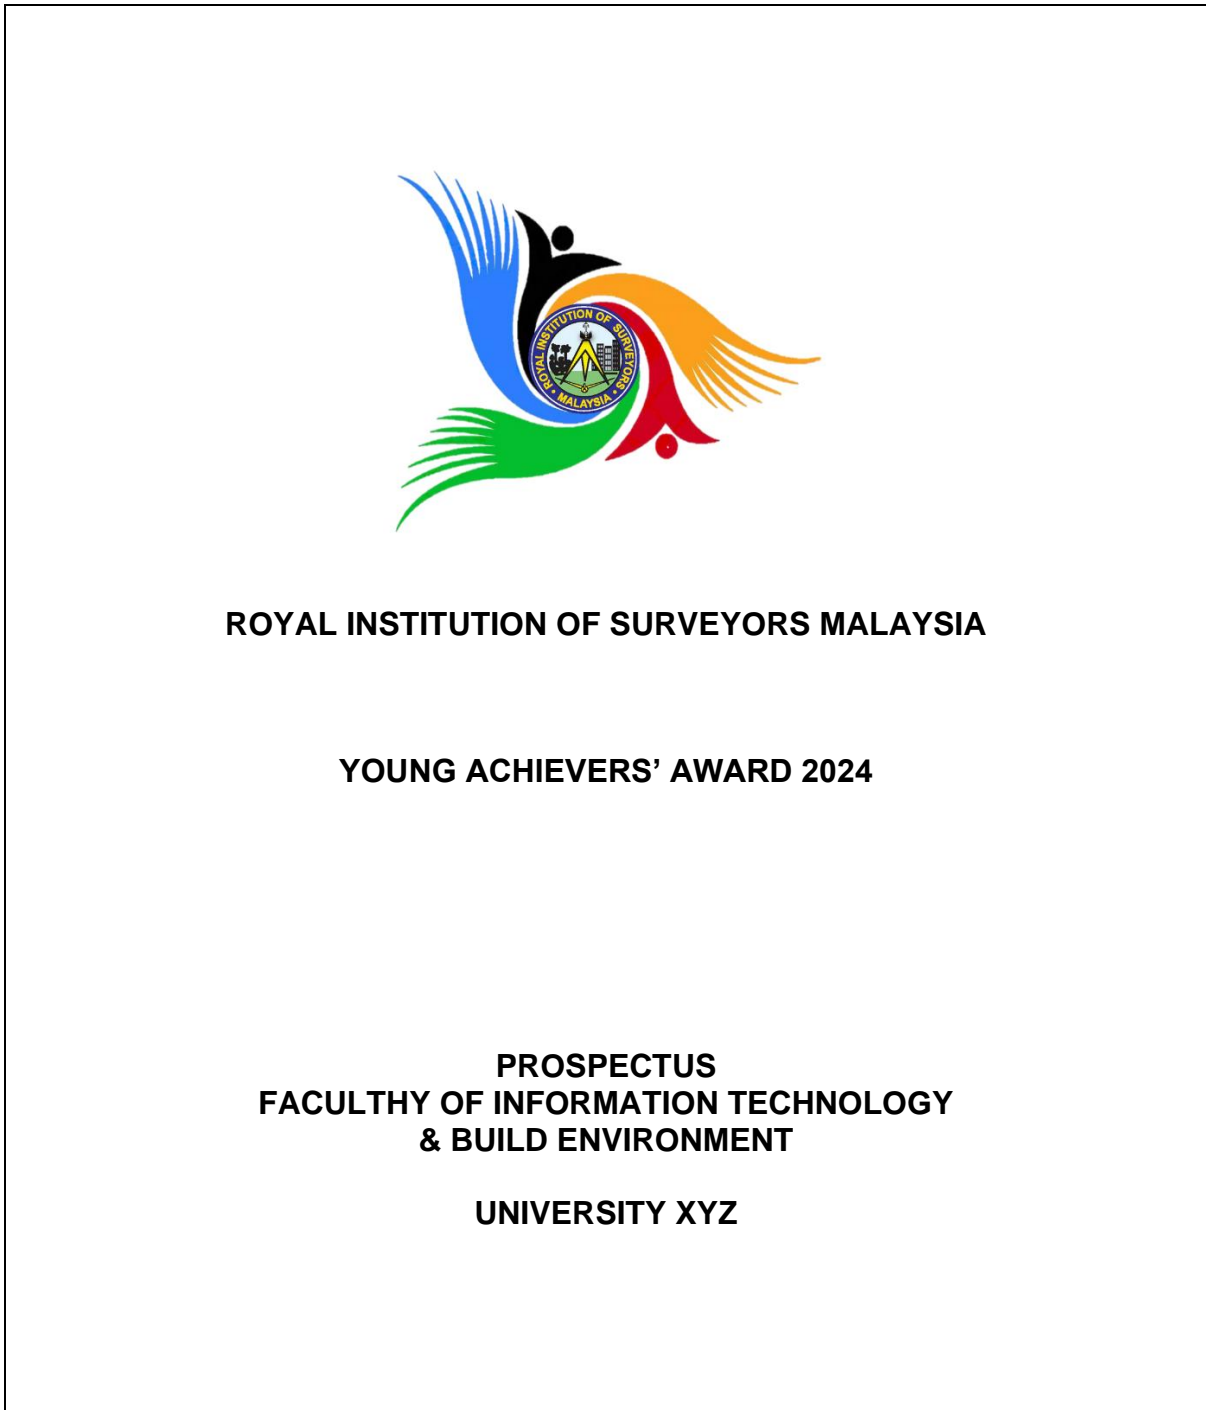 ROYAL INSTITUTION OF SURVEYORS
• MALAYSIA •
ROYAL INSTITUTION OF SURVEYORS MALAYSIA
YOUNG ACHIEVERS’ AWARD 2024
PROSPECTUS
FACULTHY OF INFORMATION TECHNOLOGY
& BUILD ENVIRONMENT
UNIVERSITY XYZ